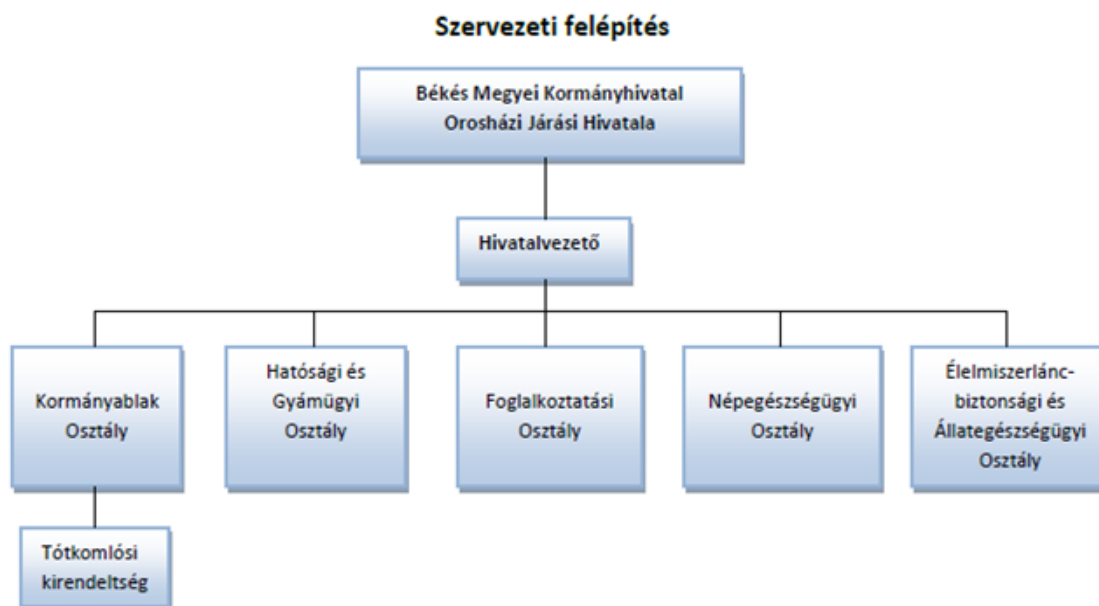 Szervezeti felépítés
Békés Megyei Kormányhivatal
Orosházi Járási Hivatala
Hivatalvezető
Kormányablak
Osztály
Hatósági és
Gyámügyi
Osztály
Foglalkoztatási
Osztály
Népegészségügyi
Osztály
Élelmiszerlánc-
biztonsági és
Állategészségügyi
Osztály
Tótkomlósi
kirendeltség